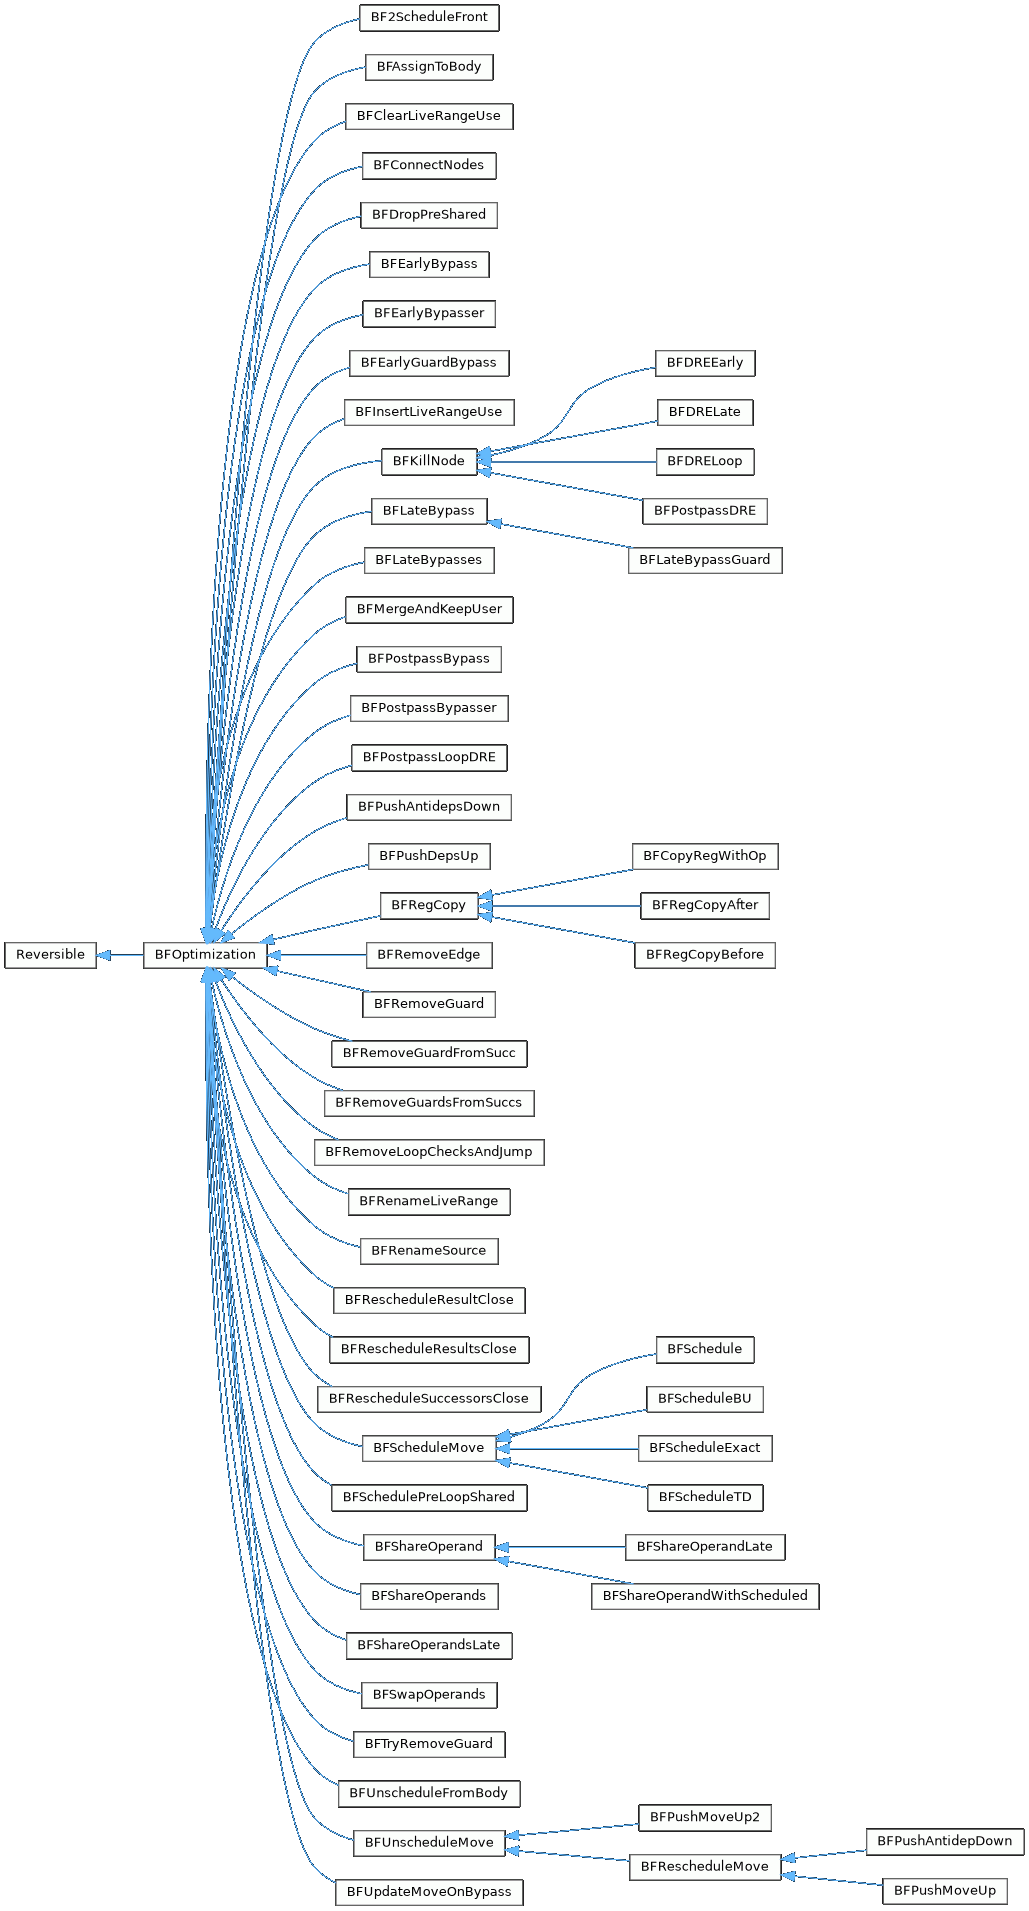 BF2ScheduleFront
BFAssignToBody
BFClearLiveRangeUse
BFConnectNodes
BFDropPreShared
BFEarlyBypass
BFEarlyBypasser
BFEarlyGuardBypass
BFDREEarly
BFInsertLiveRangeUse
BFDRELate
BFKillNode
BFDRELoop
BFLateBypass
BFPostpassDRE
BFLateBypasses
BFLateBypassGuard
BFMergeAndKeepUser
BFPostpassBypass
BFPostpassBypasser
BFPostpassLoopDRE
BFPushAntidepsDown
BFPushDepsUp
BFCopyRegWithOp
BFRegCopy
BFRegCopyAfter
Reversible
BFOptimization
BFRemoveEdge
BFRegCopyBefore
BFRemoveGuard
BFRemoveGuardFromSucc
BFRemoveGuardsFromSuccs
BFRemoveLoopChecksAndJump
BFRenameLiveRange
BFRenameSource
BFRescheduleResultClose
BFRescheduleResultsClose
BFSchedule
BFRescheduleSuccessorsClose
BFScheduleBU
BFScheduleMove
BFScheduleExact
BFSchedulePreLoopShared
BFScheduleTD
BFShareOperand
BFShareOperandLate
BFShareOperands
BFShareOperandWithScheduled
BFShareOperandsLate
BFSwapOperands
BFTryRemoveGuard
BFUnscheduleFromBody
BFPushMoveUp2
BFUnscheduleMove
BFPushAntidepDown
BFRescheduleMove
BFUpdateMoveOnBypass
BFPushMoveUp